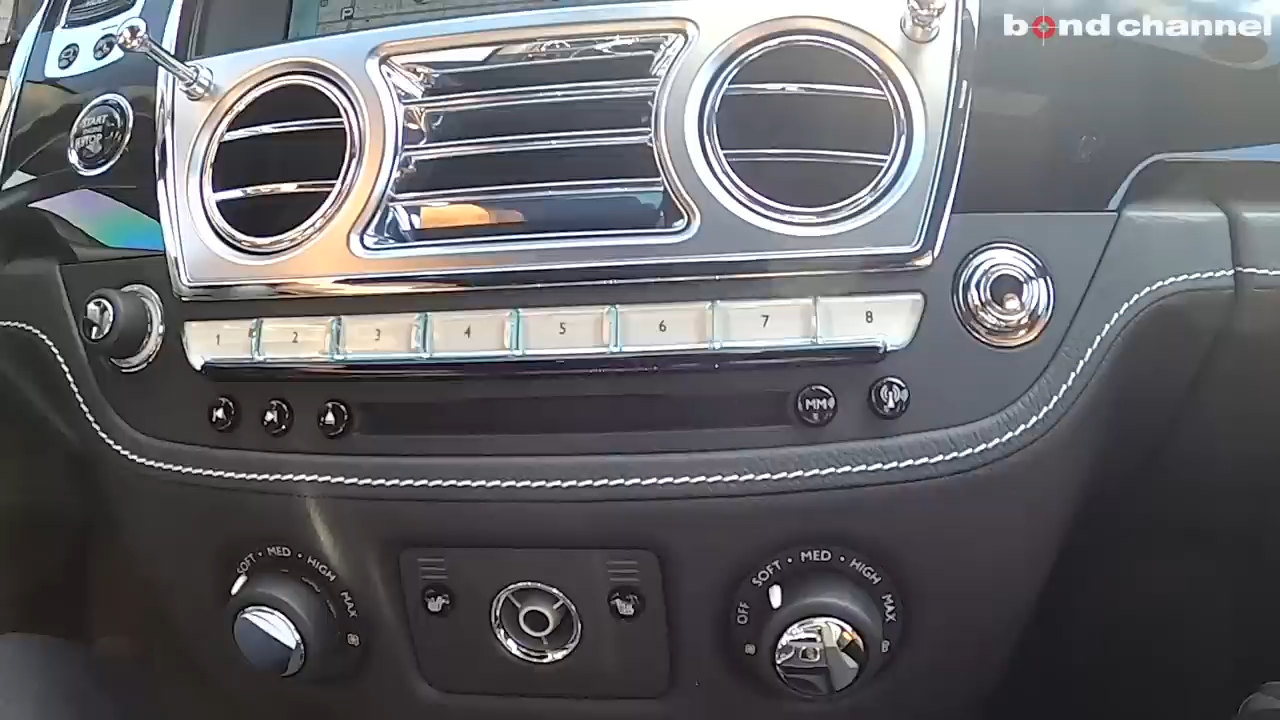 P
bond channel
START
STOP
1 2 3 4 5 6 7 8
MM
SOFT • MED • HIGH MAX
OFF SOFT • MED • HIGH MAX